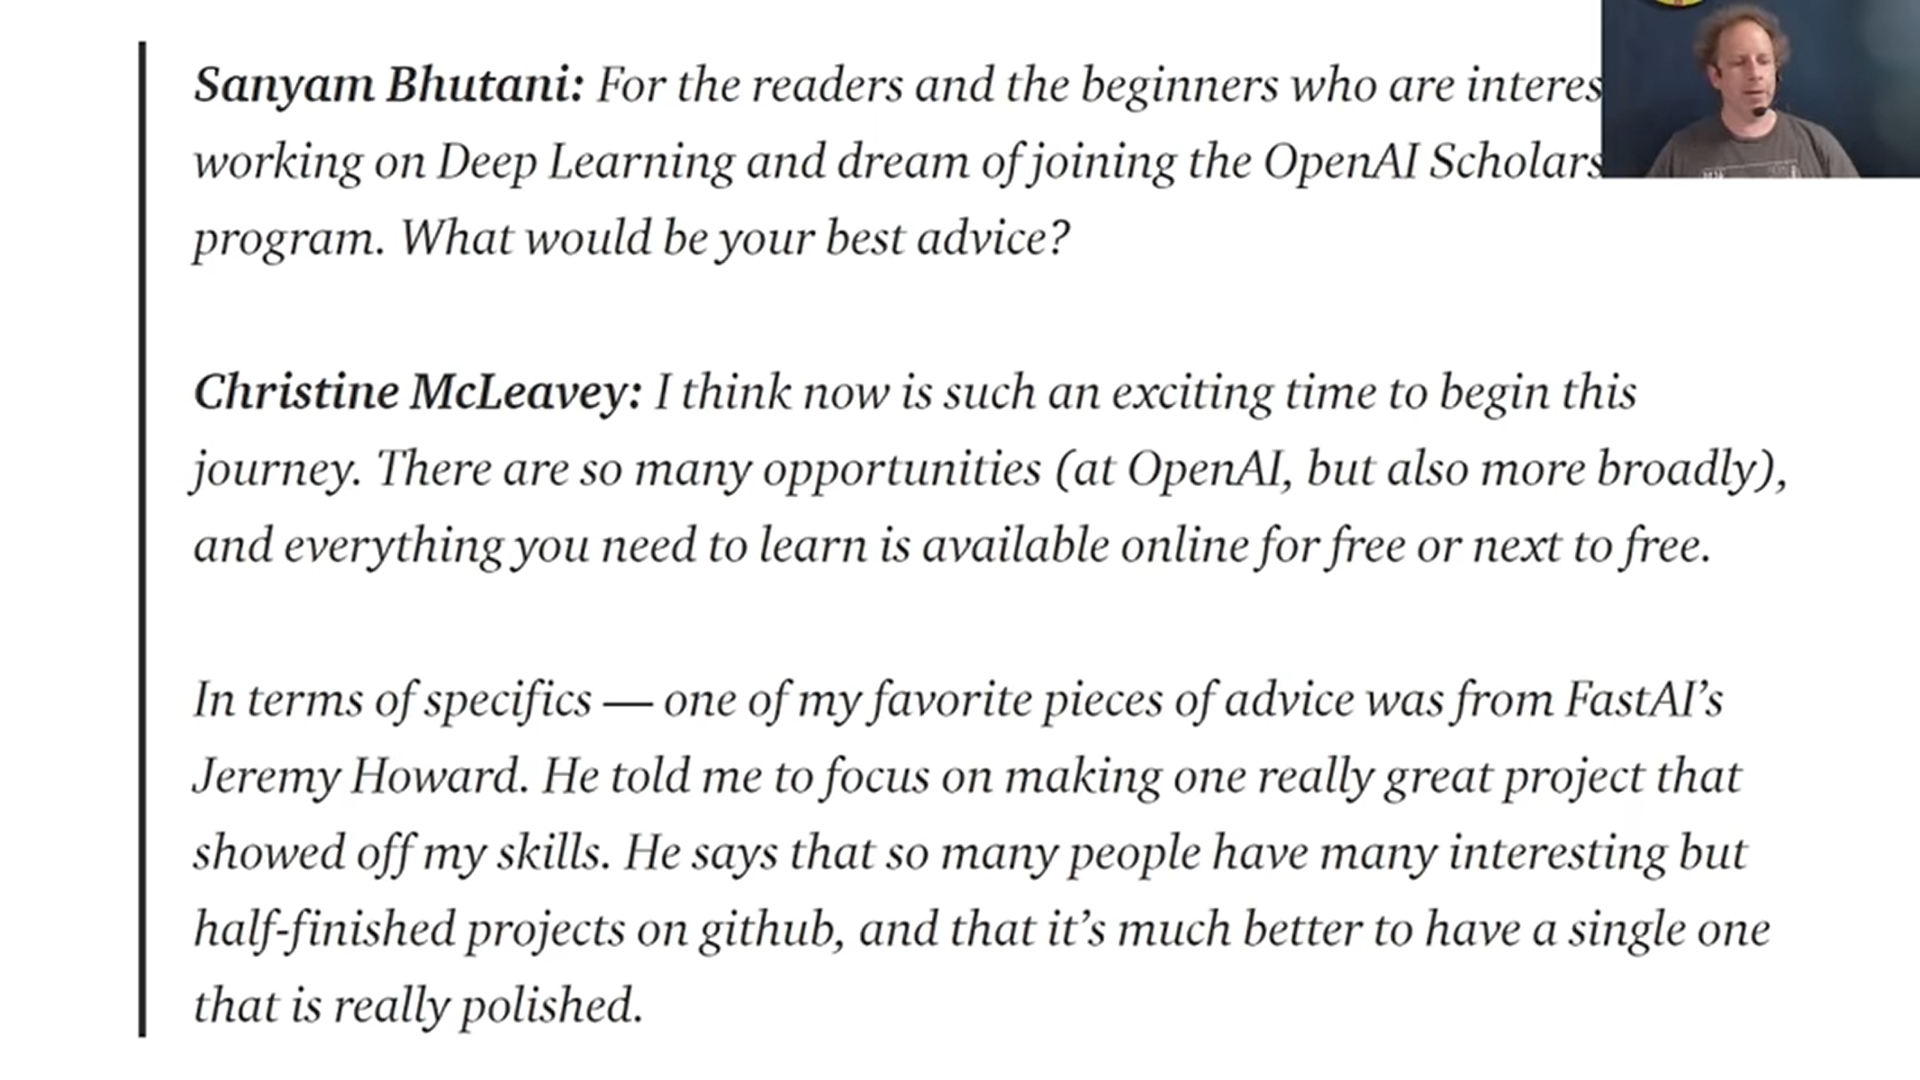 Sanyam Bhutani: For the readers and the beginners who are interes
working on Deep Learning and dream of joining the OpenAI Scholars
program. What would be your best advice?
Christine McLeavey: I think now is such an exciting time to begin this
journey. There are so many opportunities (at OpenAI, but also more broadly),
and everything you need to learn is available online for free or next to free.
In terms of specifics — one of my favorite pieces of advice was from FastAI’s
Jeremy Howard. He told me to focus on making one really great project that
showed off my skills. He says that so many people have many interesting but
half-finished projects on github, and that it’s much better to have a single one
that is really polished.